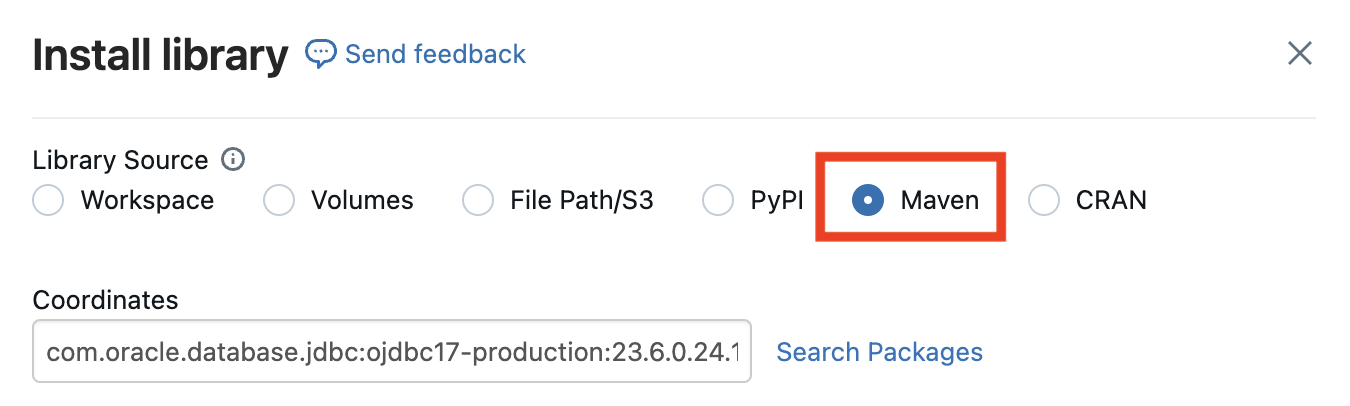 Install library Send feedback
Library Source
Workspace Volumes File Path/S3 PyPI Maven CRAN
Coordinates
com.oracle.database.jdbc:ojdbc17-production:23.6.0.24.1 Search Packages